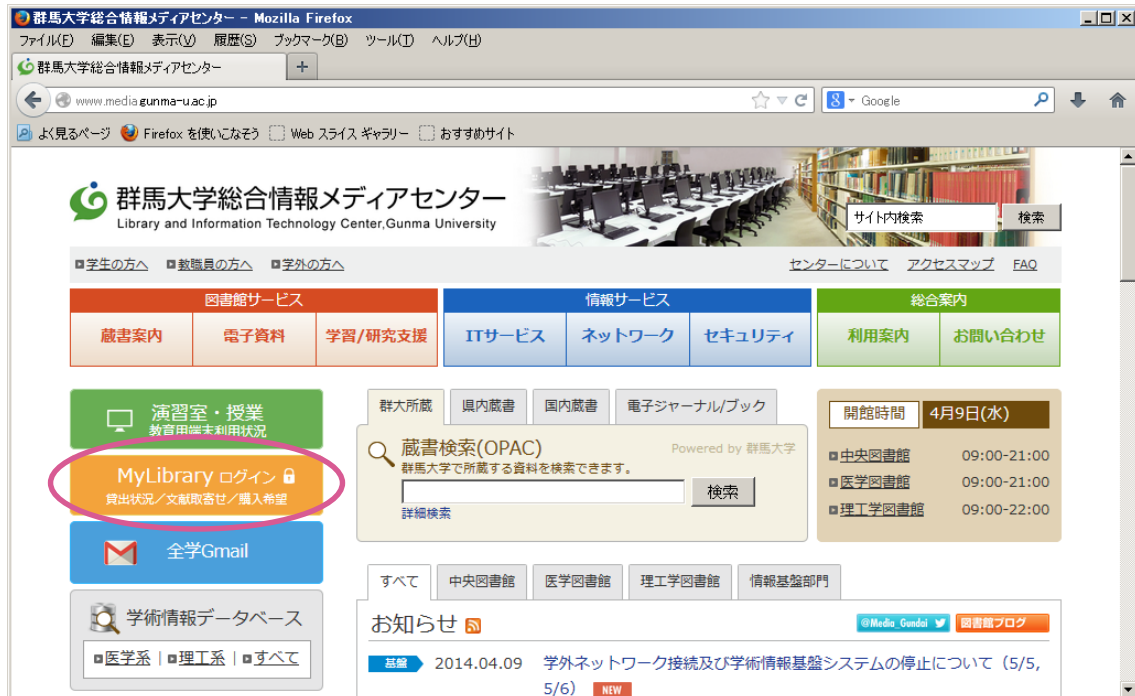 群馬大学総合情報メディアセンター - Mozilla Firefox
ファイル(F) 編集(E) 表示(V) 履歴(S) ブックマーク(B) ツール(T) ヘルプ(H)
群馬大学総合情報メディアセンター +
www.media.gunma-u.ac.jp
Google
よく見るページ Firefox を使いこなそう Web スライス ギャラリー おすすめサイト
群馬大学総合情報メディアセンター
Library and Information Technology Center,Gunma University
サイト内検索 検索
学生の方へ 教職員の方へ 学外の方へ センターについて アクセスマップ FAQ
図書館サービス 情報サービス 総合案内
蔵書案内 電子資料 学習/研究支援 ITサービス ネットワーク セキュリティ 利用案内 お問い合わせ
演習室・授業
教育用端末利用状況
MyLibrary ログイン
貸出状況/文献取寄せ/購入希望
全学Gmail
学術情報データベース
医学系 | 理工系 | すべて
群大所蔵 県内蔵書 国内蔵書 電子ジャーナル/ブック
蔵書検索(OPAC) Powered by 群馬大学
群馬大学で所蔵する資料を検索できます。
検索
詳細検索
開館時間 4月9日(水)
中央図書館 09:00-21:00
医学図書館 09:00-21:00
理工学図書館 09:00-22:00
すべて 中央図書館 医学図書館 理工学図書館 情報基盤部門
お知らせ @Media_Gundai 図書館ブログ
基盤 2014.04.09 学外ネットワーク接続及び学術情報基盤システムの停止について（5/5,
5/6） NEW